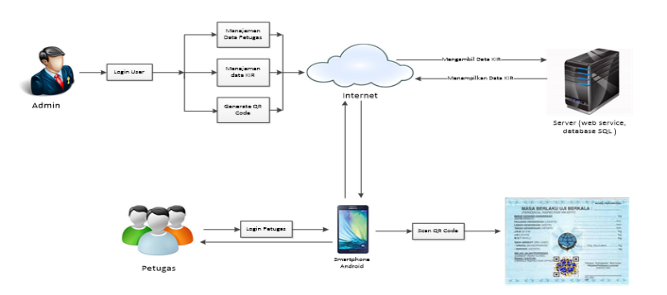 Manajemen
Data Petugas
Login User
Manajemen
data KIR
Generate QR
Code
Admin
Internet
Mengambil Data KIR
Menampilkan Data KIR
Server (web service,
database SQL )
Login Petugas
Petugas
Smartphone
Android
Scan QR Code
MASA BERLAKU UJI BERKALA